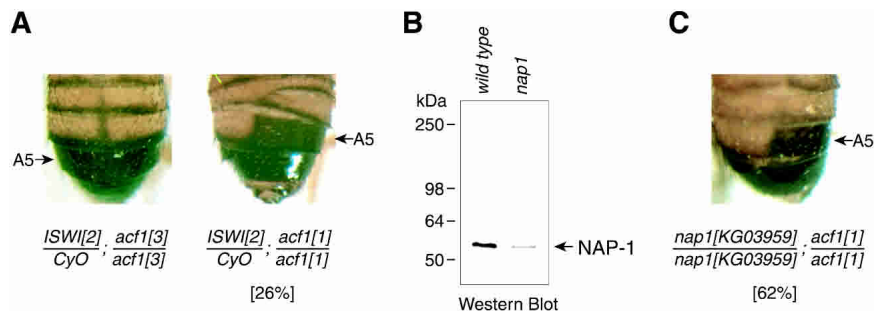 A
A5
A5
ISWI[2]
CyO
;
acf1[3]
acf1[3]
ISWI[2]
CyO
;
acf1[1]
acf1[1]
[26%]
B
wild type
nap1
kDa
250
98
64
50
NAP-1
Western Blot
C
A5
nap1[KG03959]
nap1[KG03959]
;
acf1[1]
acf1[1]
[62%]